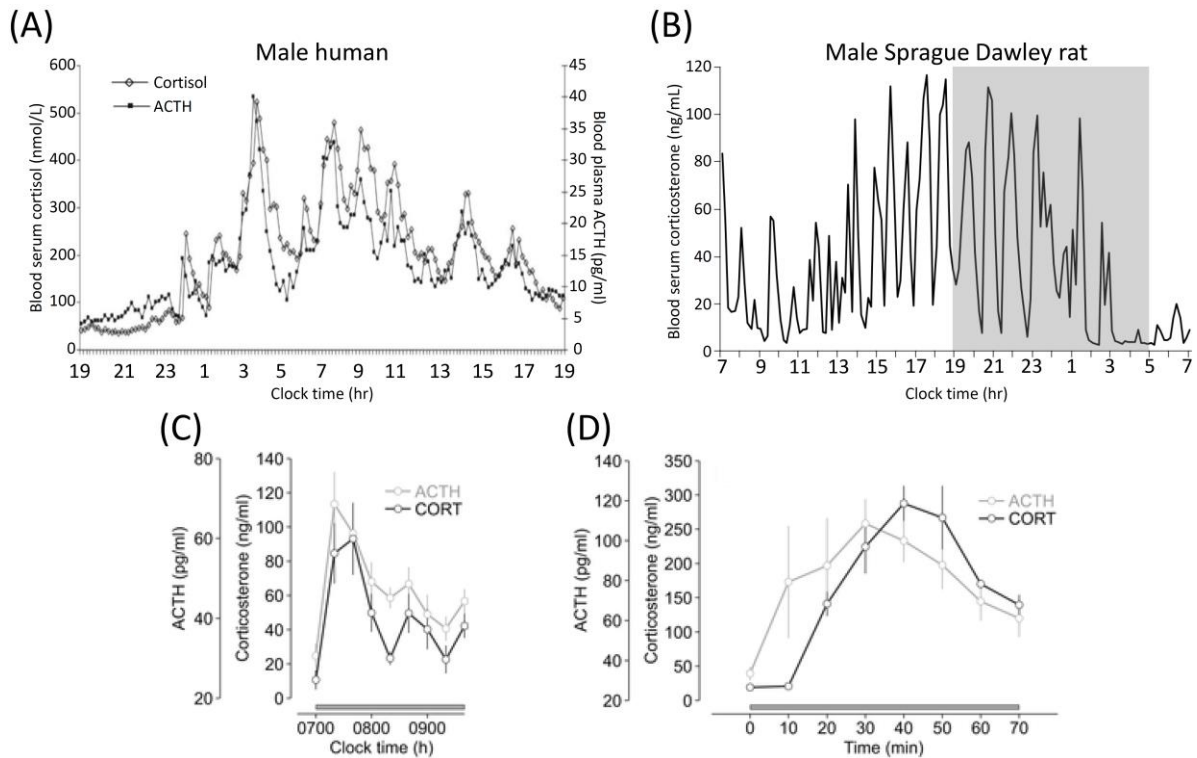 (A)
Male human
Blood serum cortisol (nmol/L)
600
500
400
300
200
100
0
Cortisol
ACTH
45
40
35
30
25
20
15
10
5
0
Blood plasma ACTH (pg/ml)
19 21 23 1 3 5 7 9 11 13 15 17 19
Clock time (hr)
(B)
Male Sprague Dawley rat
Blood serum corticosterone (ng/mL)
120
100
80
60
40
20
0
7 9 11 13 15 17 19 21 23 1 3 5 7
Clock time (hr)
(C)
ACTH (pg/ml)
80
60
40
20
Corticosterone (ng/ml)
140
120
100
80
60
40
20
0
ACTH
CORT
0700 0800 0900
Clock time (h)
(D)
ACTH (pg/ml)
140
120
100
80
60
40
20
Corticosterone (ng/ml)
350
300
250
200
150
100
50
0
ACTH
CORT
0 10 20 30 40 50 60 70
Time (min)